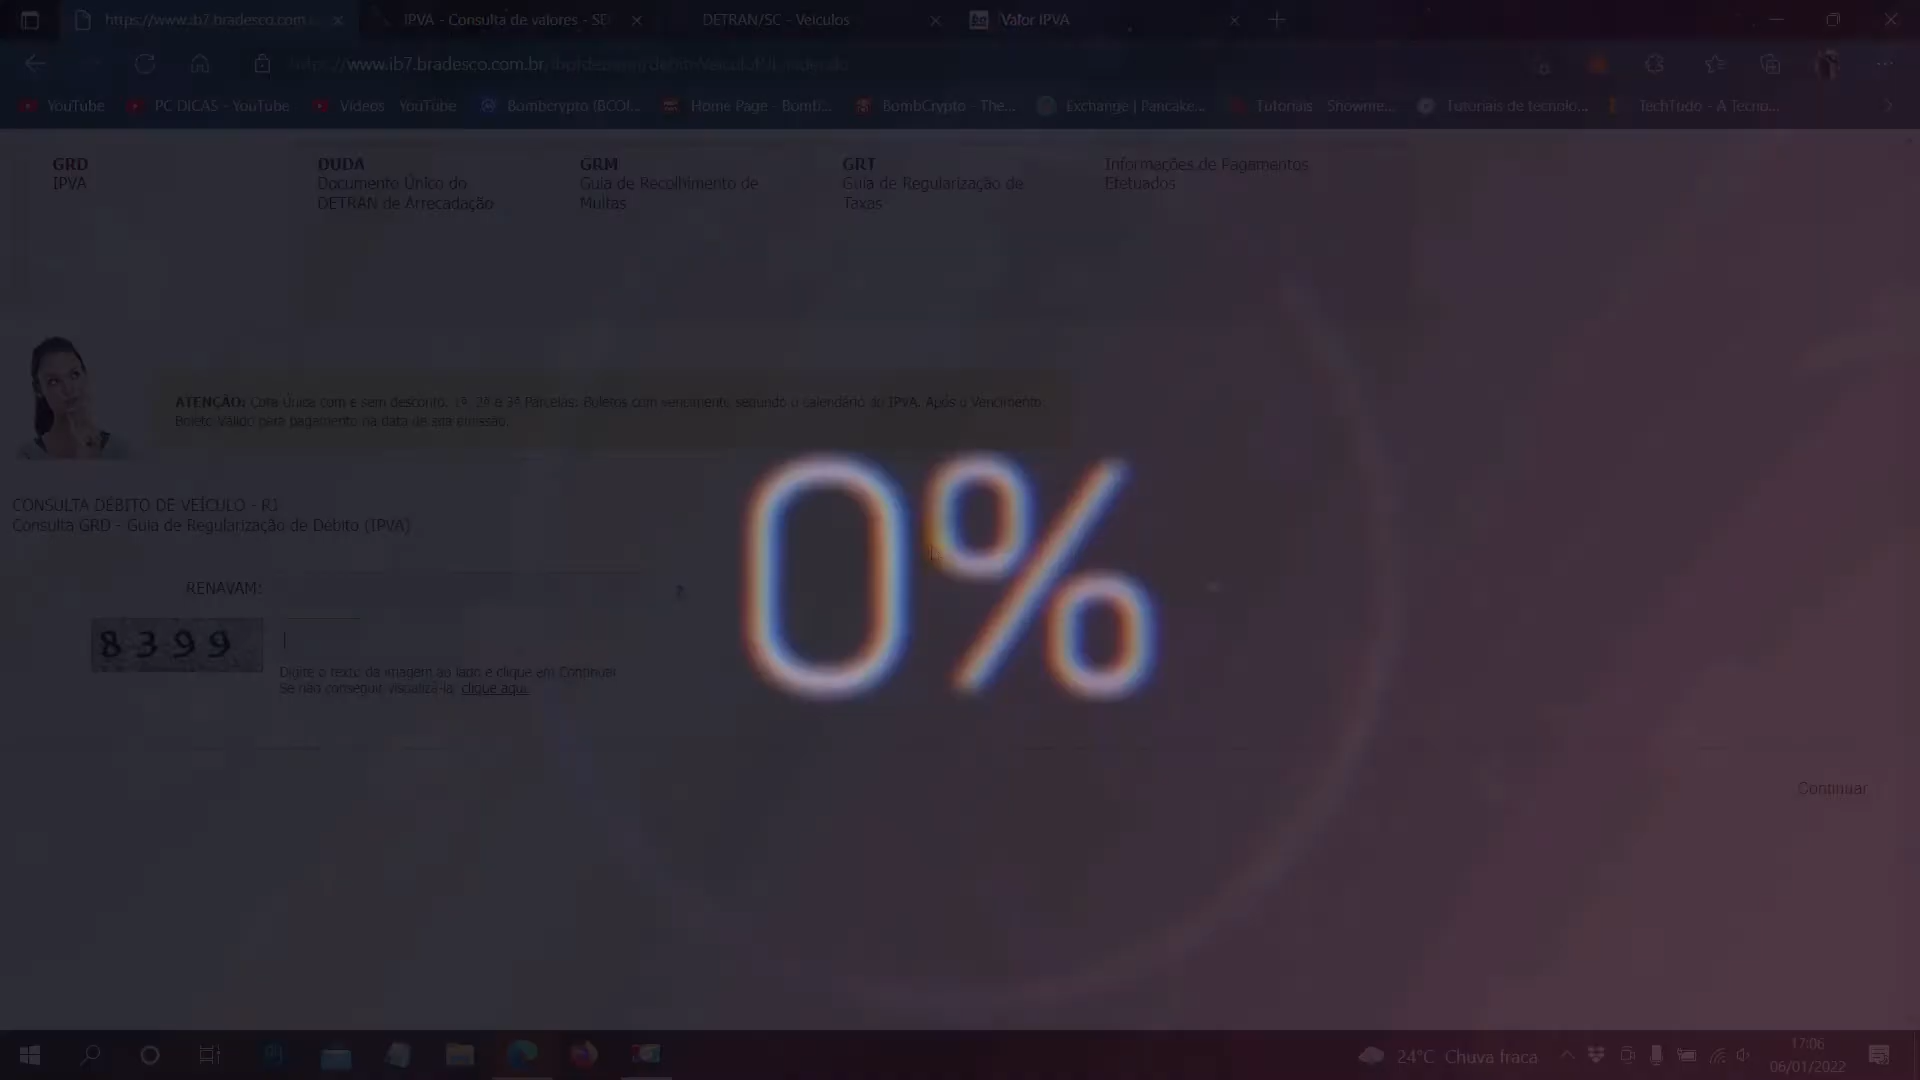 https://www.ib7.bradesco.com
IPVA - Consulta de valores - SE
DETRAN/SC - Veículos
Valor IPVA
https://www.ib7.bradesco.com.br
YouTube
PC DICAS - YouTube
Vídeos
YouTube
Bombcrypto (BCOI...
Home Page - Bomb...
BombCrypto - The...
Exchange | Pancake...
Tutoriais
Showme...
Tutoriais de tecnolo...
TechTudo - A Tecno...
GRD
IPVA
DUDA
Documento Único do
DETRAN de Arrecadação
GRM
Guia de Recolhimento de
Multas
GRT
Guia de Regularização de
Taxas
Informações de Pagamentos
Efetuados
ATENÇÃO: Cota Única com e sem desconto, 1ª, 2ª e 3ª Parcelas: Boletos com vencimento segundo o calendário do IPVA. Após o Vencimento:
Boleto válido para pagamento na data de sua emissão.
0%
CONSULTA DÉBITO DE VEÍCULO - RJ
Consulta GRD - Guia de Regularização de Débito (IPVA)
RENAVAM:
?
8399
Digite o texto da imagem ao lado e clique em Continuar
Se não conseguir visualizá-la, clique aqui.
Continuar
24°C Chuva fraca
17:06
06/01/2022